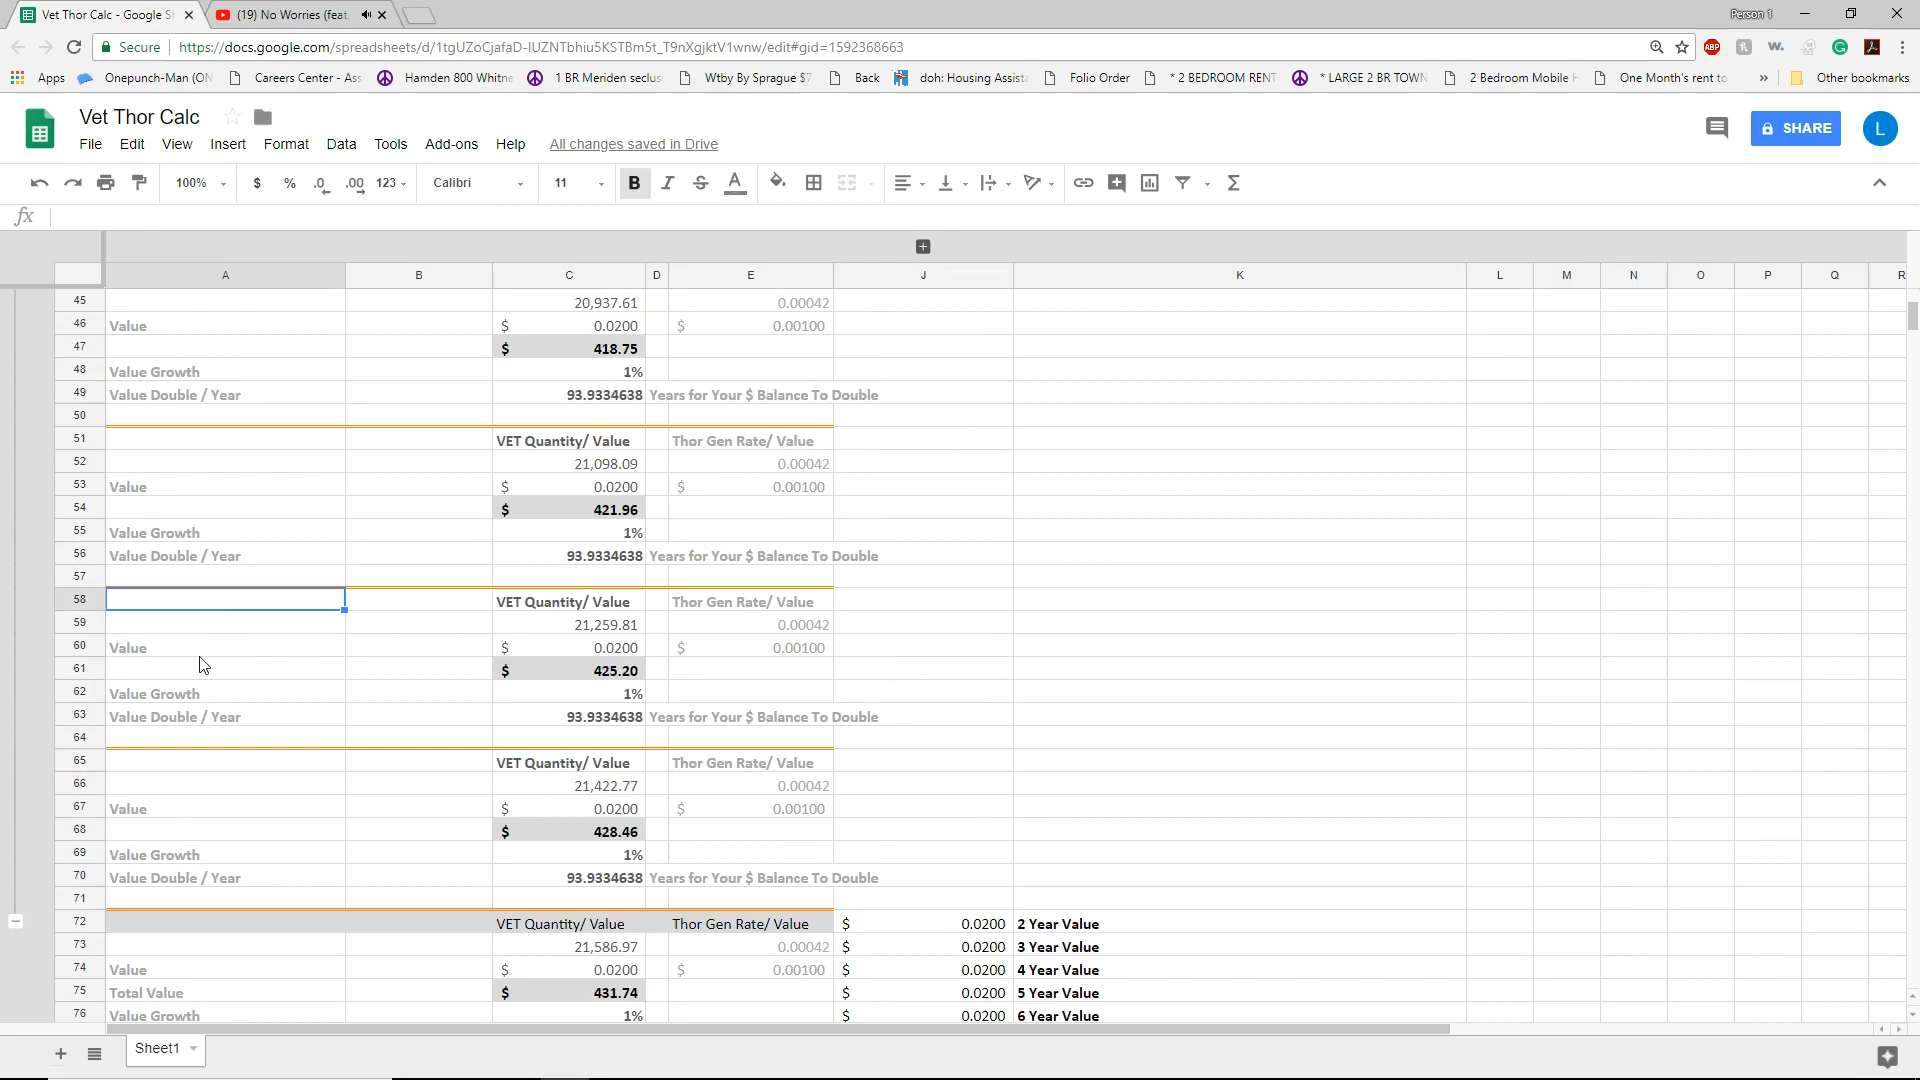 Vet Thor Calc - Google S
(19) No Worries (feat.
Person 1
Secure
https://docs.google.com/spreadsheets/d/1tgUZoCjafaD-IUZNTbhiu5KSTBm5t_T9nXgjktV1wnw/edit#gid=1592368663
ABP
Apps Onepunch-Man (ON Careers Center - Ass Hamden 800 Whitne 1 BR Meriden seclus Wtby By Sprague $7 Back doh: Housing Assista Folio Order * 2 BEDROOM RENT * LARGE 2 BR TOWN 2 Bedroom Mobile H One Month's rent to » Other bookmarks
Vet Thor Calc
File Edit View Insert Format Data Tools Add-ons Help All changes saved in Drive
SHARE
L
100% $ % .0 .00 123 Calibri 11 B I S A
fx
A B C D E J K L M N O P Q R
45 20,937.61 0.00042
46 Value $ 0.0200 $ 0.00100
47 $ 418.75
48 Value Growth 1%
49 Value Double / Year 93.9334638 Years for Your $ Balance To Double
50
51 VET Quantity/ Value Thor Gen Rate/ Value
52 21,098.09 0.00042
53 Value $ 0.0200 $ 0.00100
54 $ 421.96
55 Value Growth 1%
56 Value Double / Year 93.9334638 Years for Your $ Balance To Double
57
58 VET Quantity/ Value Thor Gen Rate/ Value
59 21,259.81 0.00042
60 Value $ 0.0200 $ 0.00100
61 $ 425.20
62 Value Growth 1%
63 Value Double / Year 93.9334638 Years for Your $ Balance To Double
64
65 VET Quantity/ Value Thor Gen Rate/ Value
66 21,422.77 0.00042
67 Value $ 0.0200 $ 0.00100
68 $ 428.46
69 Value Growth 1%
70 Value Double / Year 93.9334638 Years for Your $ Balance To Double
71
72 VET Quantity/ Value Thor Gen Rate/ Value $ 0.0200 2 Year Value
73 21,586.97 0.00042 $ 0.0200 3 Year Value
74 Value $ 0.0200 $ 0.00100 $ 0.0200 4 Year Value
75 Total Value $ 431.74 $ 0.0200 5 Year Value
76 Value Growth 1% $ 0.0200 6 Year Value
Sheet1